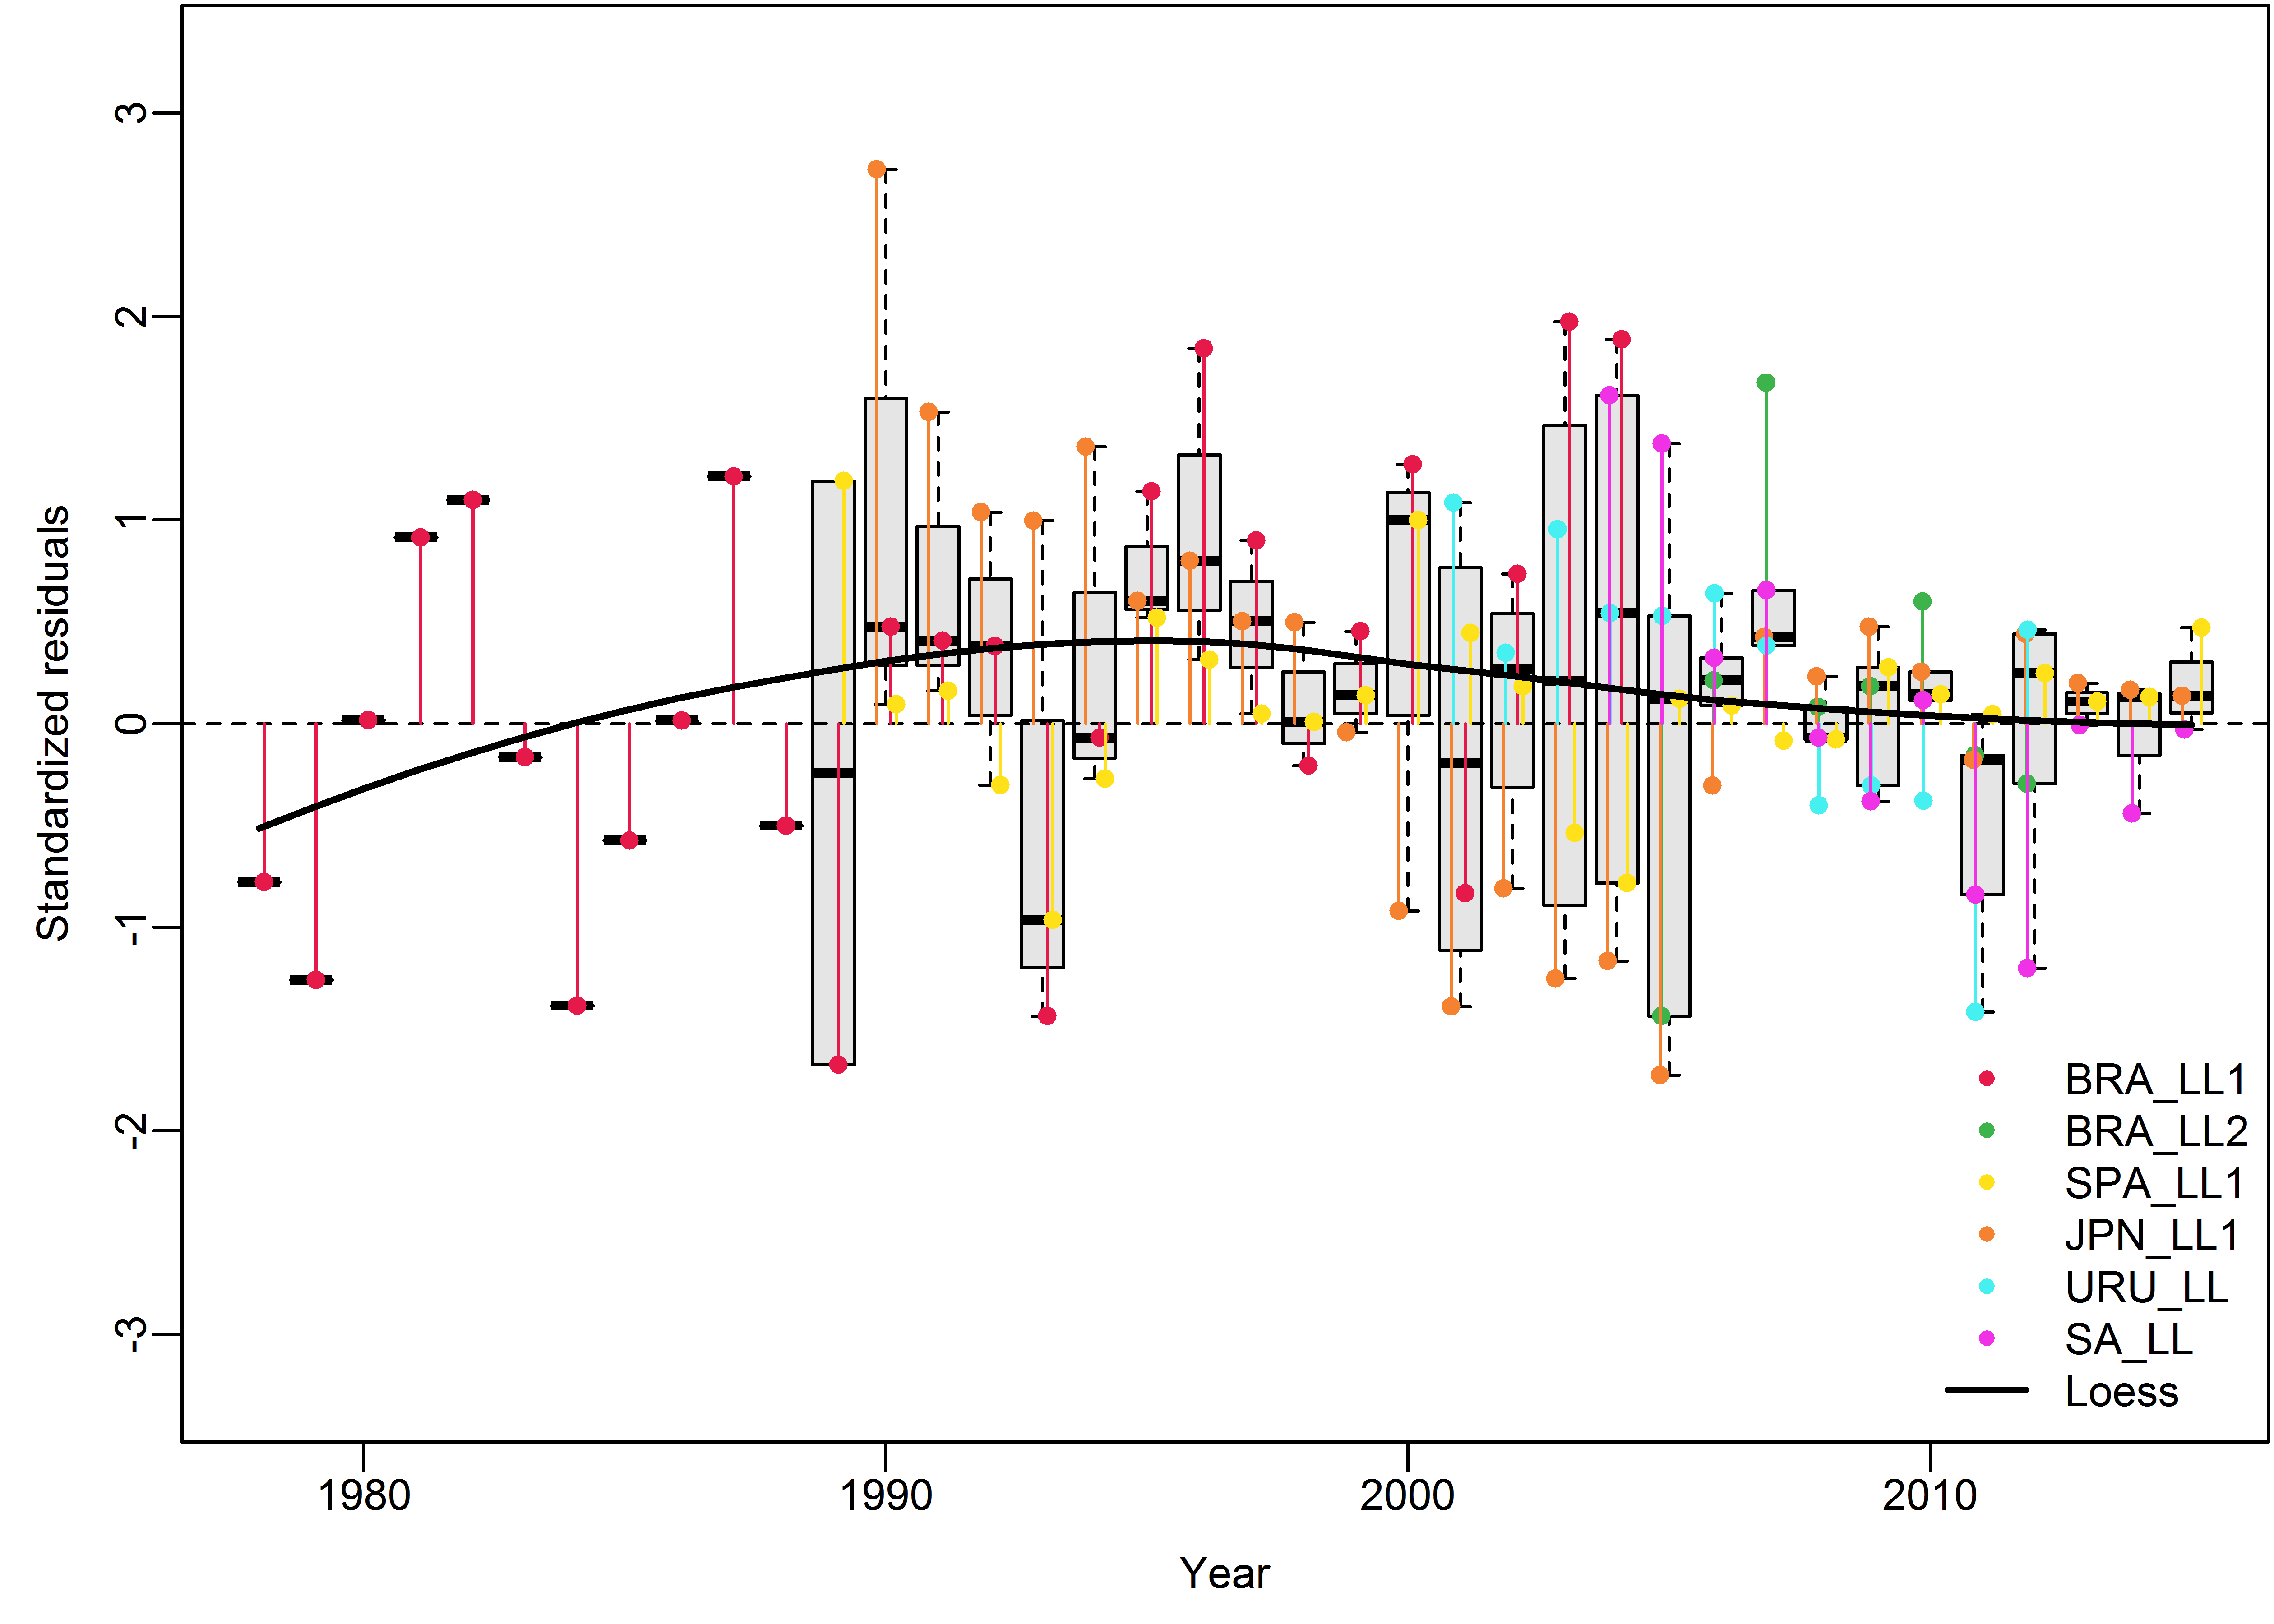 3
2
1
0
-1
-2
-3
Standardized residuals
BRA_LL1
BRA_LL2
SPA_LL1
JPN_LL1
URU_LL
SA_LL
Loess
1980 1990 2000 2010
Year